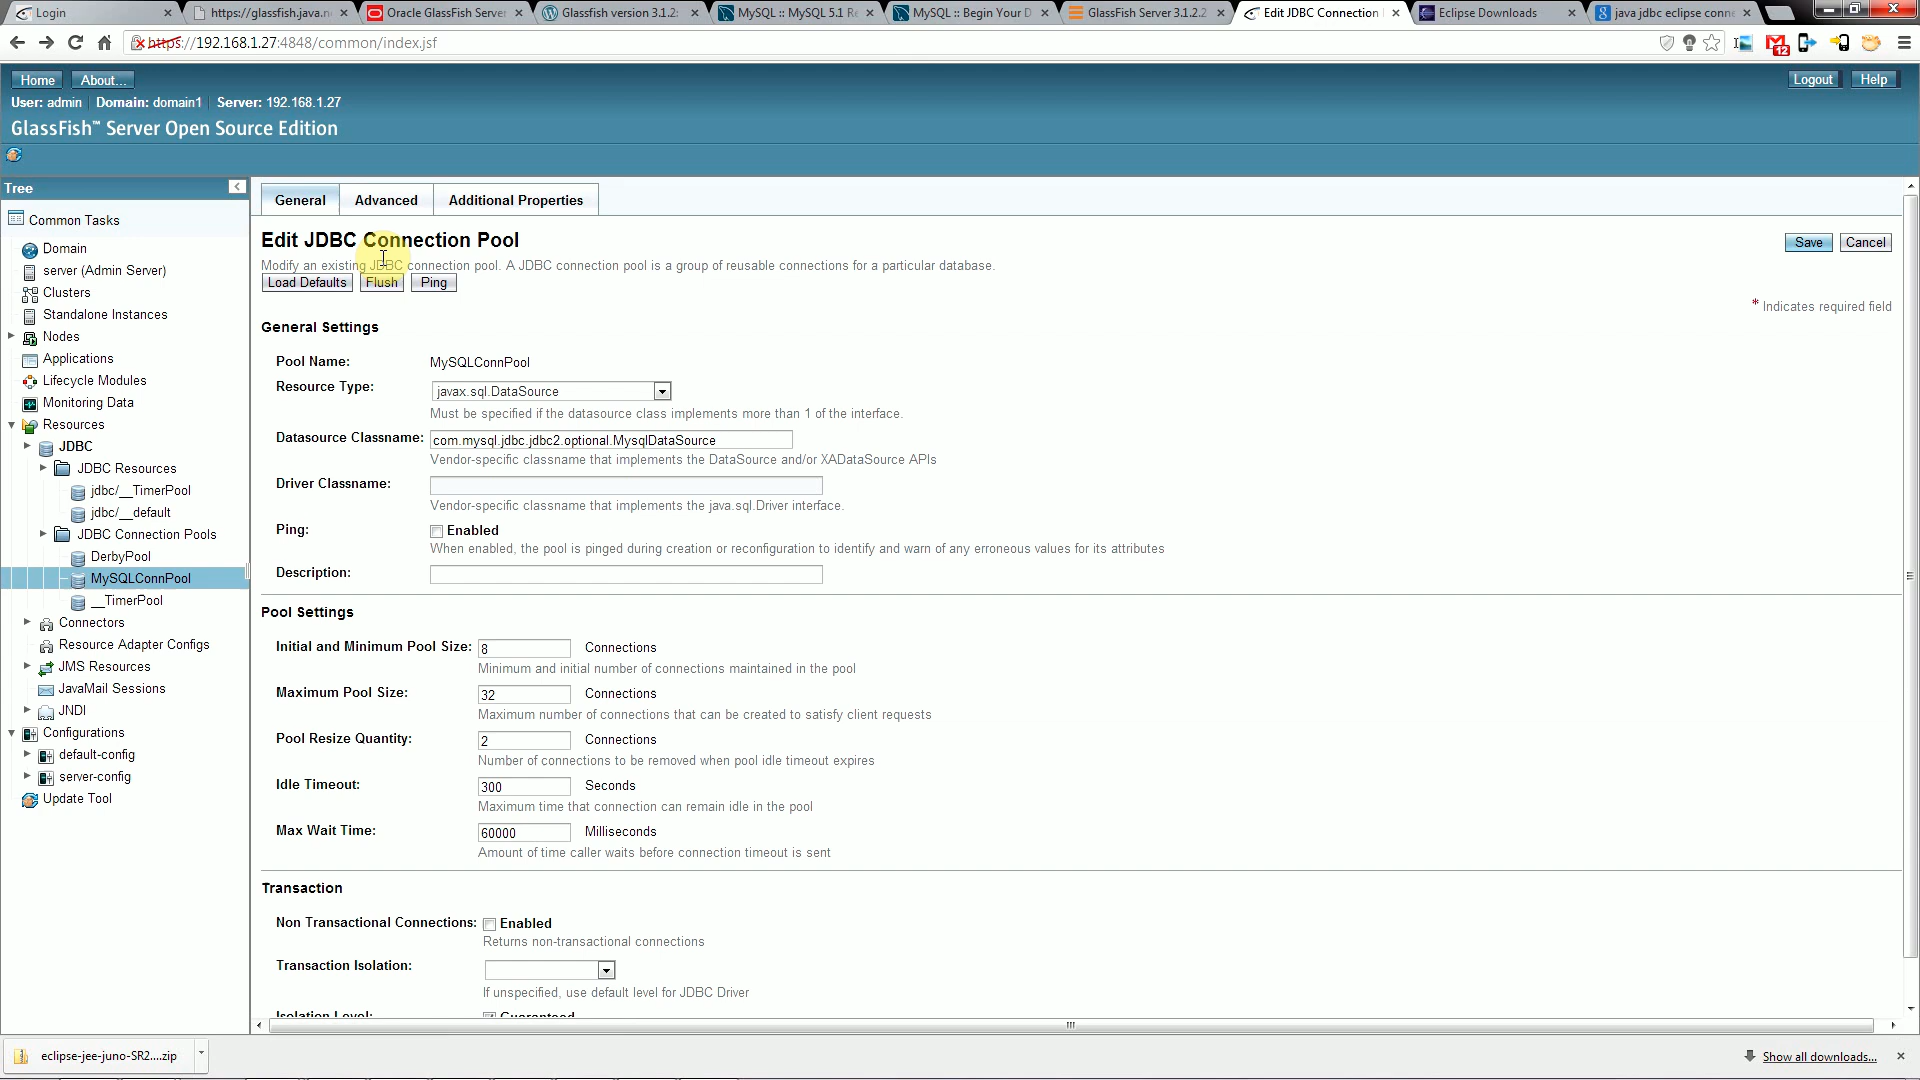 Login
https://glassfish.java.n
Oracle GlassFish Server
Glassfish version 3.1.2:
MySQL :: MySQL 5.1 Re
MySQL :: Begin Your D
GlassFish Server 3.1.2.2
Edit JDBC Connection
Eclipse Downloads
java jdbc eclipse conne
https://192.168.1.27:4848/common/index.jsf
12
Home
About...
Logout
Help
User: admin
Domain: domain1
Server: 192.168.1.27
GlassFish™ Server Open Source Edition
Tree
Common Tasks
Domain
server (Admin Server)
Clusters
Standalone Instances
Nodes
Applications
Lifecycle Modules
Monitoring Data
Resources
JDBC
JDBC Resources
jdbc/__TimerPool
jdbc/__default
JDBC Connection Pools
DerbyPool
MySQLConnPool
__TimerPool
Connectors
Resource Adapter Configs
JMS Resources
JavaMail Sessions
JNDI
Configurations
default-config
server-config
Update Tool
General
Advanced
Additional Properties
Edit JDBC Connection Pool
Save
Cancel
Modify an existing JDBC connection pool. A JDBC connection pool is a group of reusable connections for a particular database.
Load Defaults
Flush
Ping
* Indicates required field
General Settings
Pool Name: MySQLConnPool
Resource Type: javax.sql.DataSource
Must be specified if the datasource class implements more than 1 of the interface.
Datasource Classname: com.mysql.jdbc.jdbc2.optional.MysqlDataSource
Vendor-specific classname that implements the DataSource and/or XADataSource APIs
Driver Classname:
Vendor-specific classname that implements the java.sql.Driver interface.
Ping: Enabled
When enabled, the pool is pinged during creation or reconfiguration to identify and warn of any erroneous values for its attributes
Description:
Pool Settings
Initial and Minimum Pool Size: 8 Connections
Minimum and initial number of connections maintained in the pool
Maximum Pool Size: 32 Connections
Maximum number of connections that can be created to satisfy client requests
Pool Resize Quantity: 2 Connections
Number of connections to be removed when pool idle timeout expires
Idle Timeout: 300 Seconds
Maximum time that connection can remain idle in the pool
Max Wait Time: 60000 Milliseconds
Amount of time caller waits before connection timeout is sent
Transaction
Non Transactional Connections: Enabled
Returns non-transactional connections
Transaction Isolation:
If unspecified, use default level for JDBC Driver
Isolation Level: Guaranteed
eclipse-jee-juno-SR2....zip
Show all downloads...